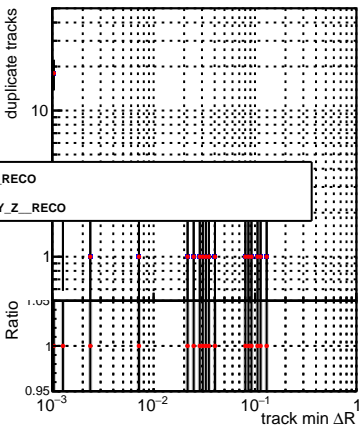 duplicate tracks
10
_RECO
Y_Z__RECO
1
1.05
Ratio
1
0.95
10⁻³ 10⁻² 10⁻¹ 1
track min ΔR